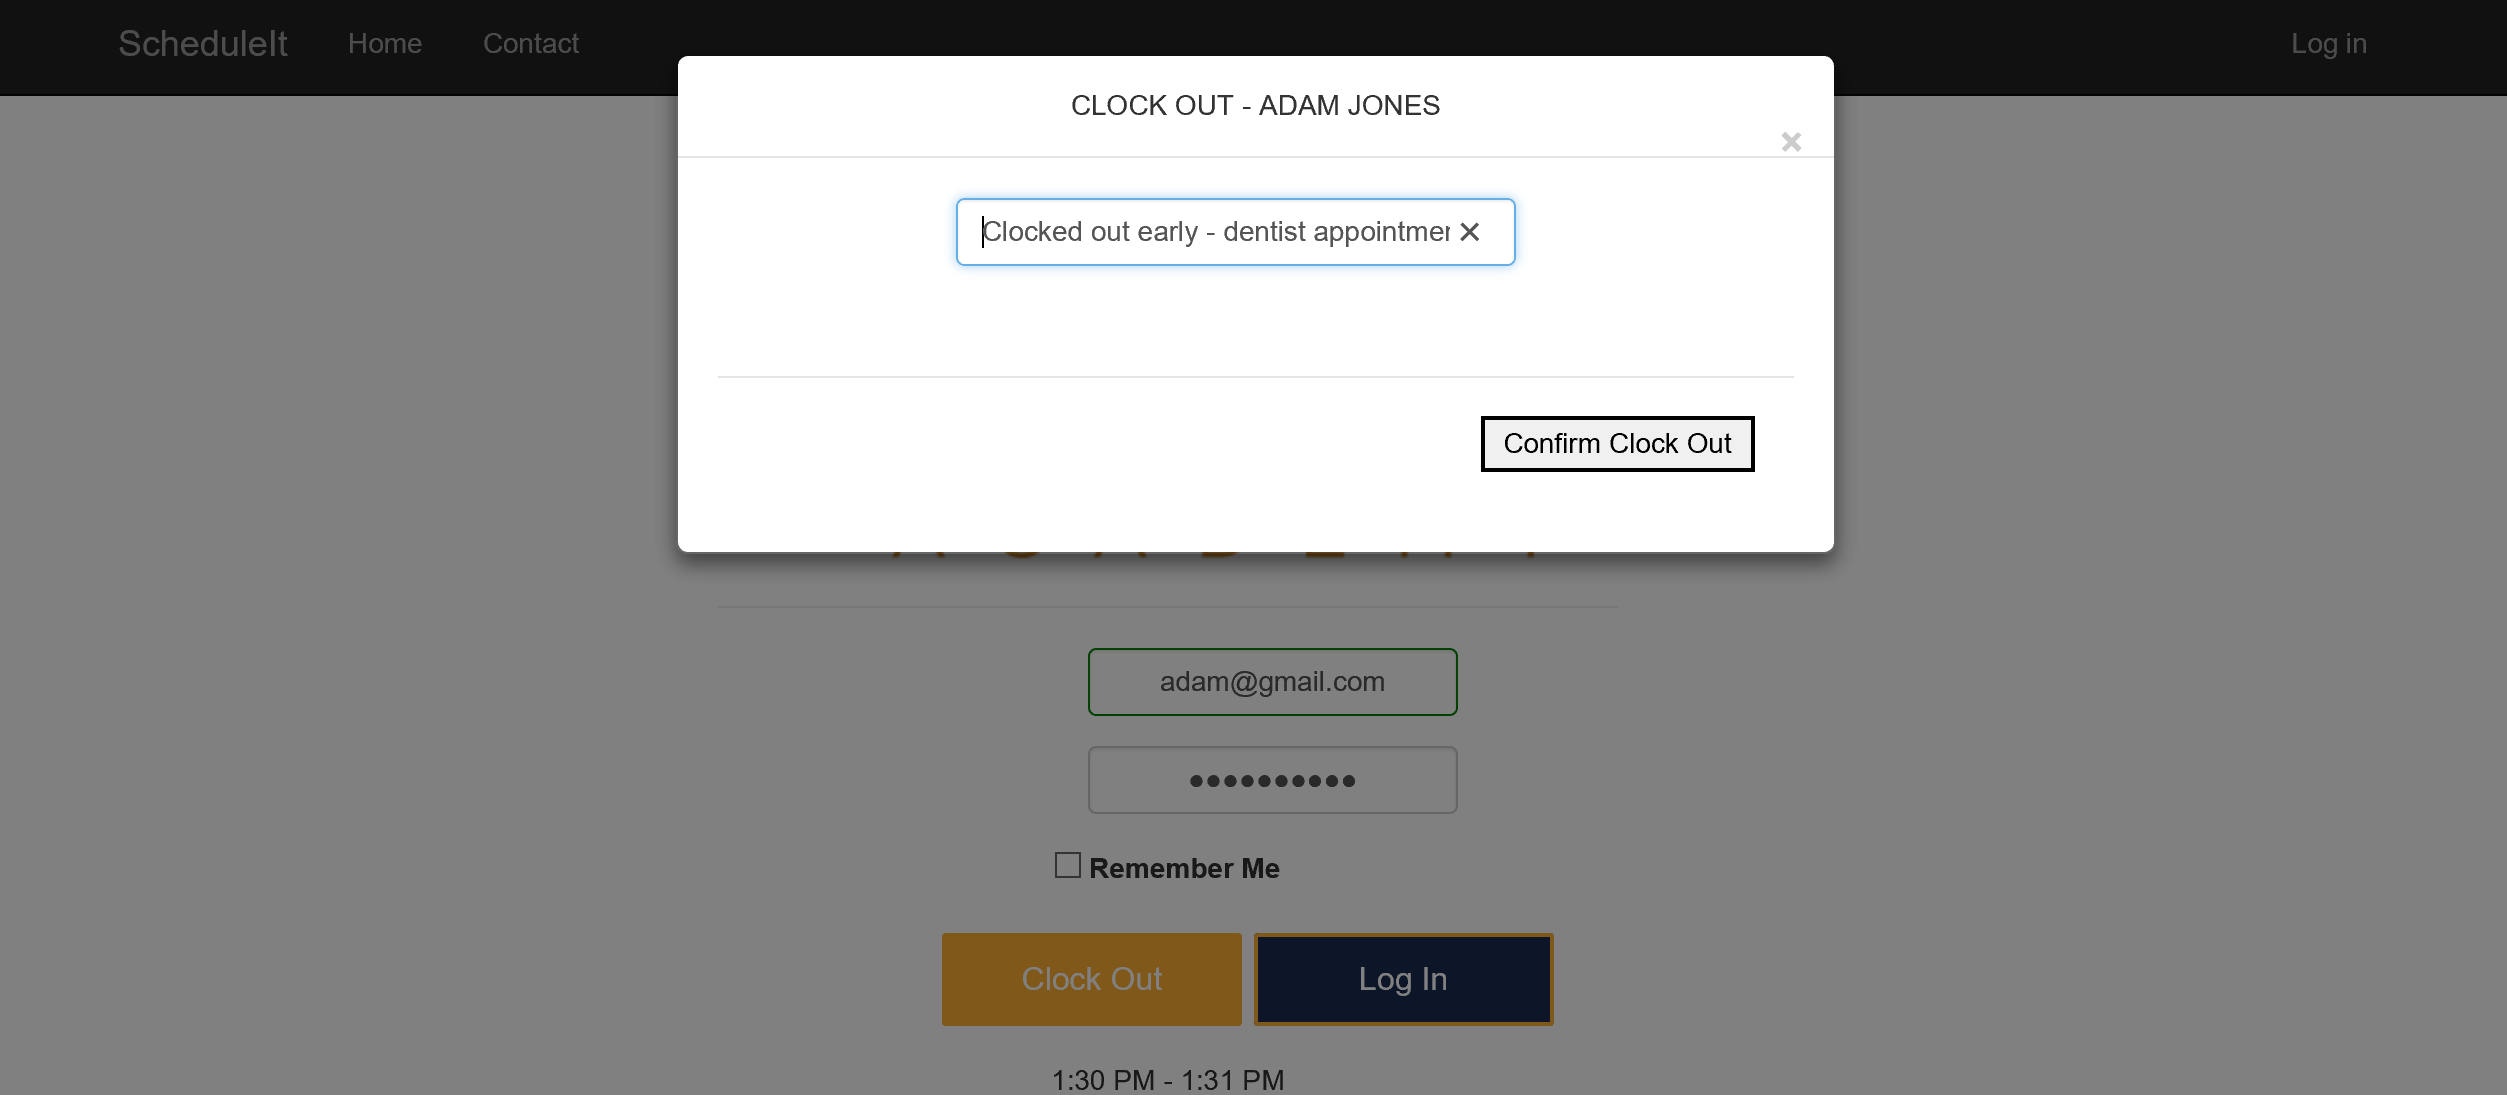 ScheduleIt Home Contact Log in
CLOCK OUT - ADAM JONES
×
Clocked out early - dentist appointmer ×
Confirm Clock Out
adam@gmail.com
••••••••••
Remember Me
Clock Out Log In
1:30 PM - 1:31 PM